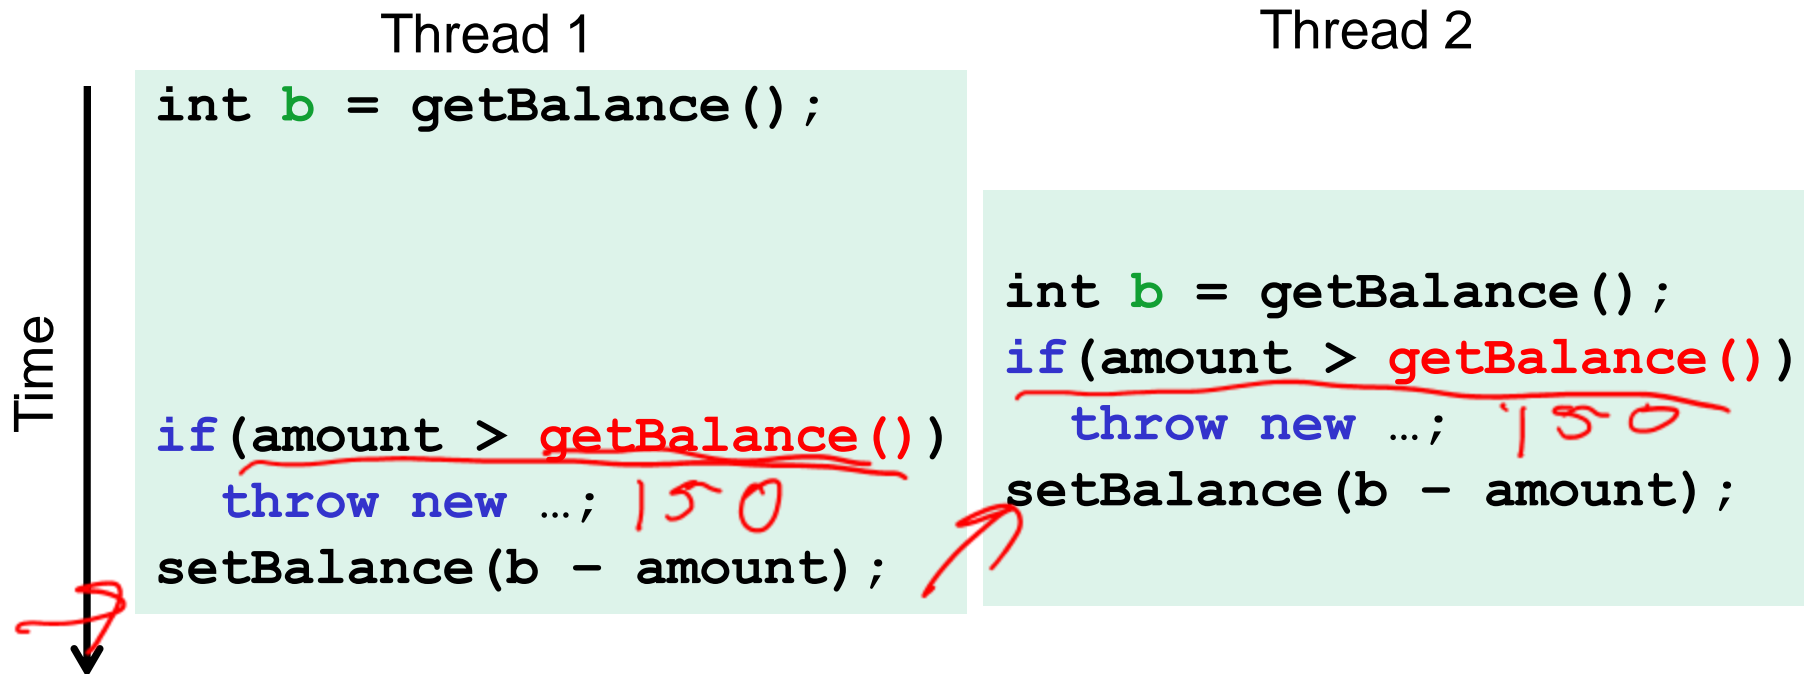 Thread 1
int b = getBalance();
if(amount > getBalance())
throw new …; 150
setBalance(b – amount);
Thread 2
int b = getBalance();
if(amount > getBalance())
throw new …; 150
setBalance(b – amount);
Time